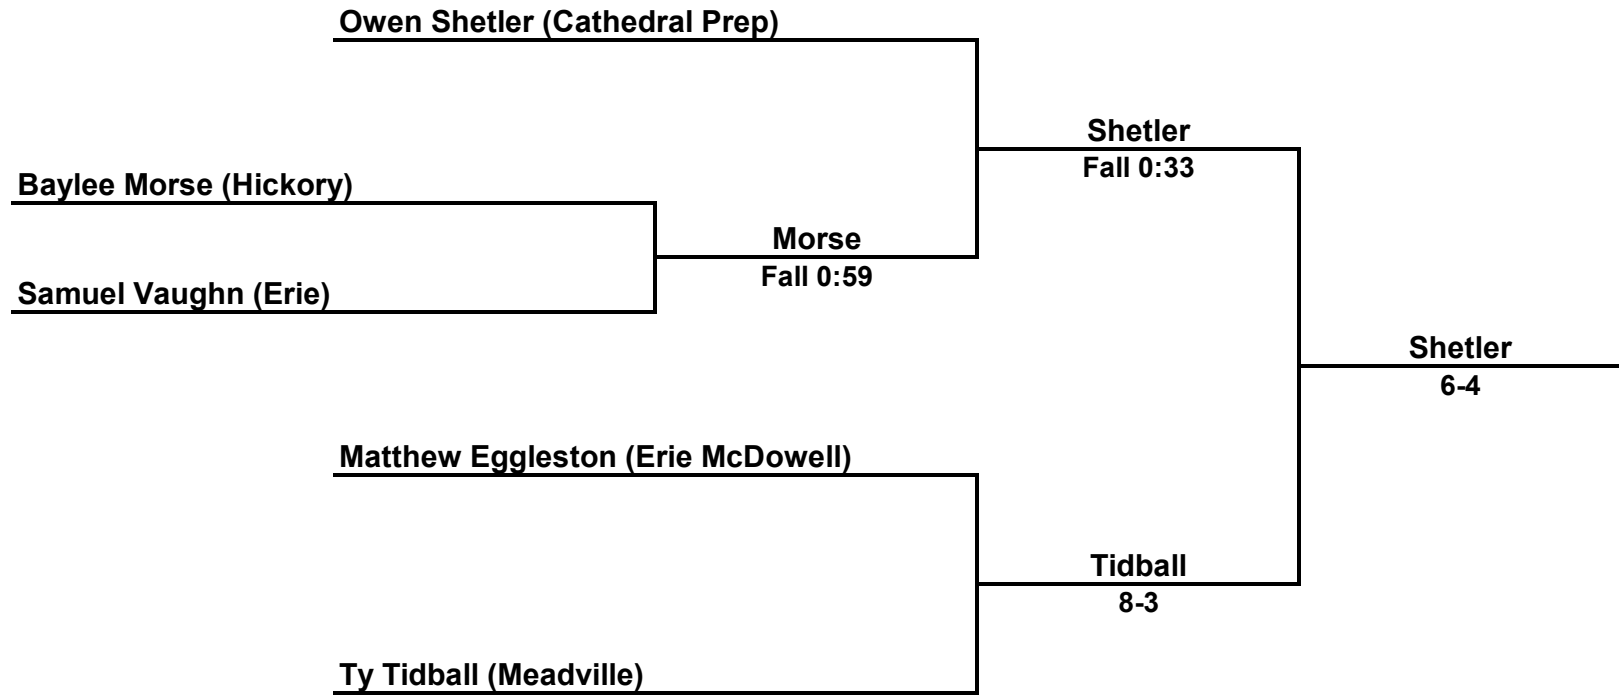 Owen Shetler (Cathedral Prep)
Shetler
Fall 0:33
Baylee Morse (Hickory)
Morse
Fall 0:59
Samuel Vaughn (Erie)
Shetler
6-4
Matthew Eggleston (Erie McDowell)
Tidball
8-3
Ty Tidball (Meadville)